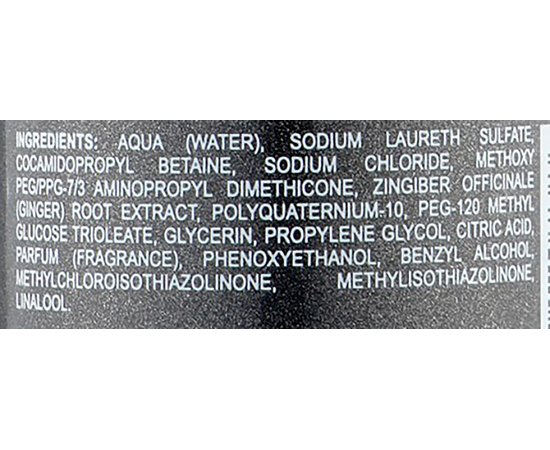 INGREDIENTS: AQUA (WATER), SODIUM LAURETH SULFATE,
COCAMIDOPROPYL BETAINE, SODIUM CHLORIDE, METHOXY
PEG/PPG-7/3 AMINOPROPYL DIMETHICONE, ZINGIBER OFFICINALE
(GINGER) ROOT EXTRACT, POLYQUATERNIUM-10, PEG-120 METHYL
GLUCOSE TRIOLEATE, GLYCERIN, PROPYLENE GLYCOL, CITRIC ACID,
PARFUM (FRAGRANCE), PHENOXYETHANOL, BENZYL ALCOHOL,
METHYLCHLOROISOTHIAZOLINONE, METHYLISOTHIAZOLINONE,
LINALOOL.